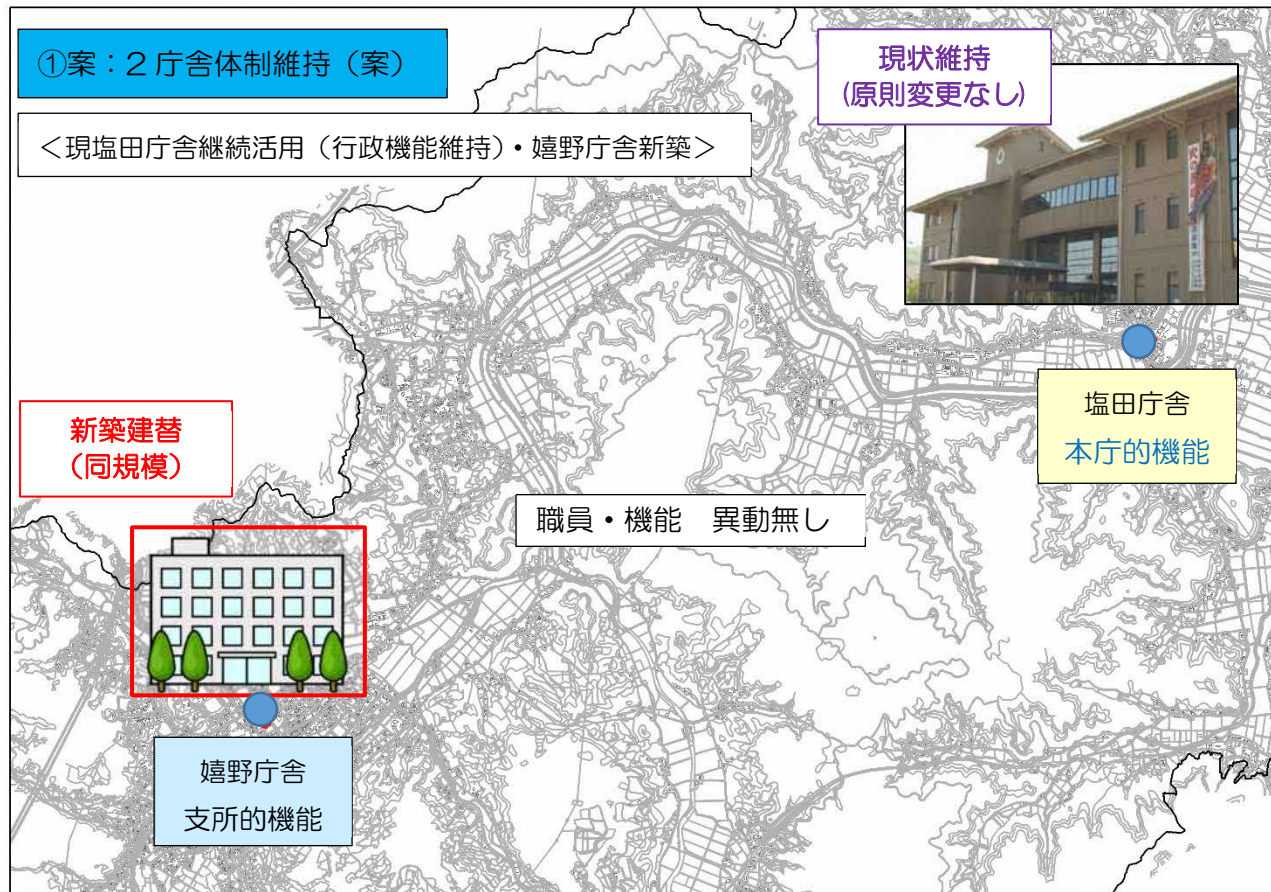 ①案：２庁舎体制維持（案）
＜現塩田庁舎継続活用（行政機能維持）・嬉野庁舎新築＞
現状維持
(原則変更なし)
塩田庁舎
本庁的機能
新築建替
（同規模）
職員・機能　異動無し
嬉野庁舎
支所的機能